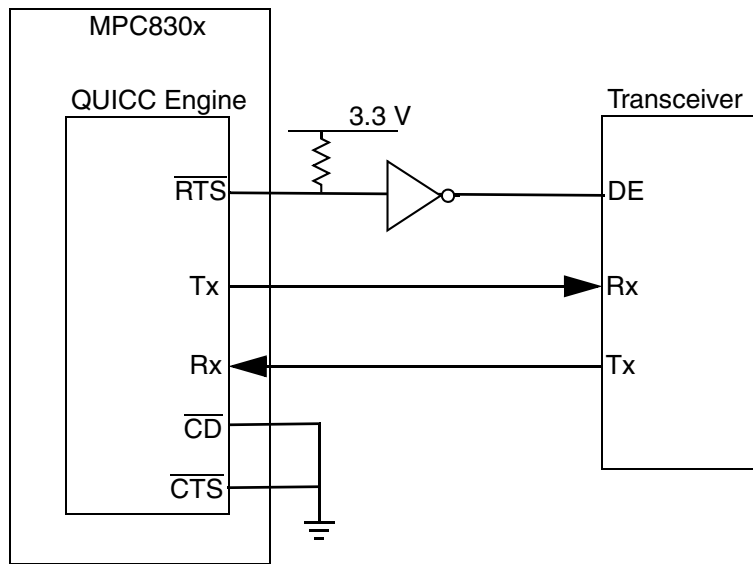 MPC830x
QUICC Engine
Transceiver
3.3 V
RTS
DE
Tx
Rx
Rx
Tx
CD
CTS